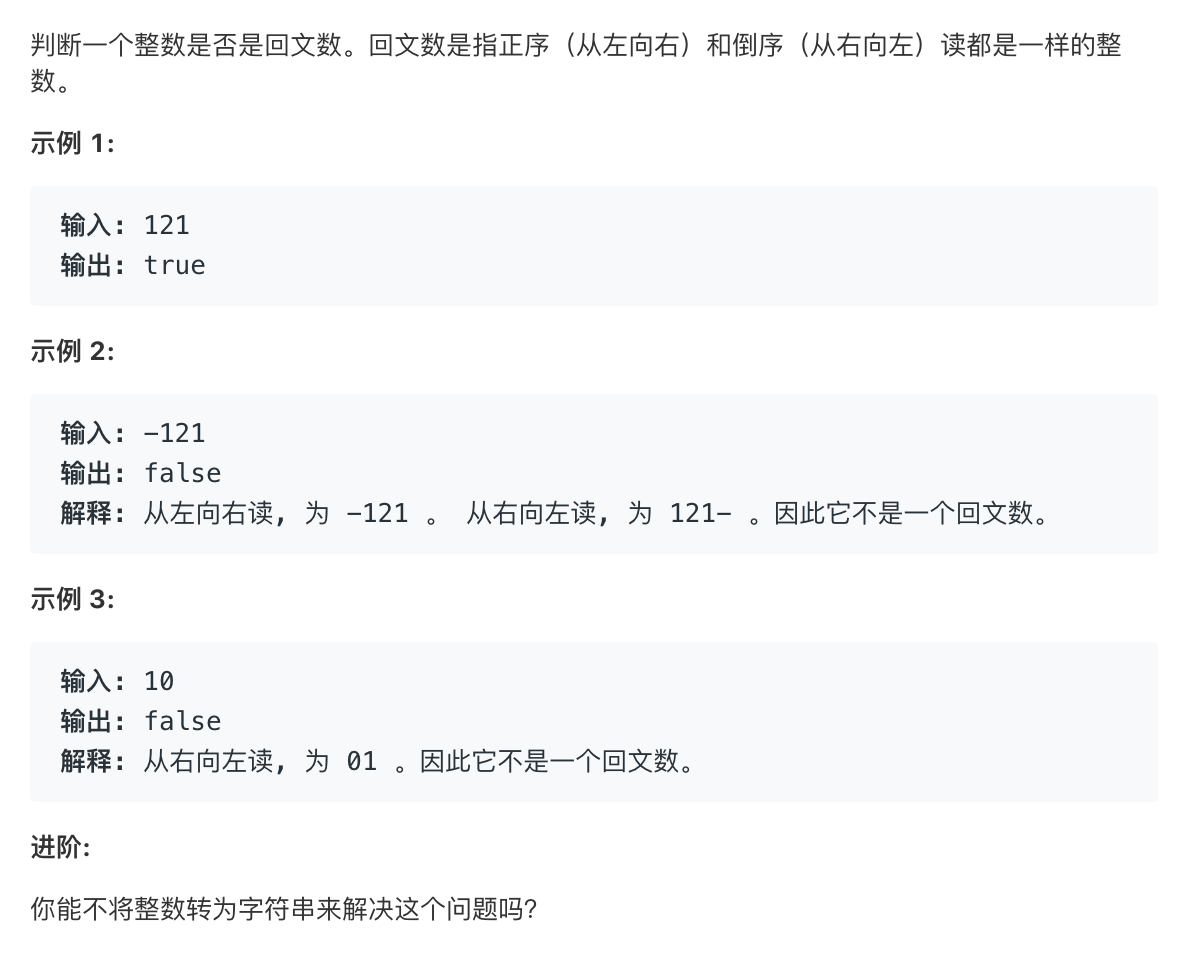 判断一个整数是否是回文数。回文数是指正序（从左向右）和倒序（从右向左）读都是一样的整
数。
示例 1:
输入: 121
输出: true
示例 2:
输入: -121
输出: false
解释: 从左向右读, 为 -121 。 从右向左读, 为 121- 。因此它不是一个回文数。
示例 3:
输入: 10
输出: false
解释: 从右向左读, 为 01 。因此它不是一个回文数。
进阶:
你能不将整数转为字符串来解决这个问题吗？